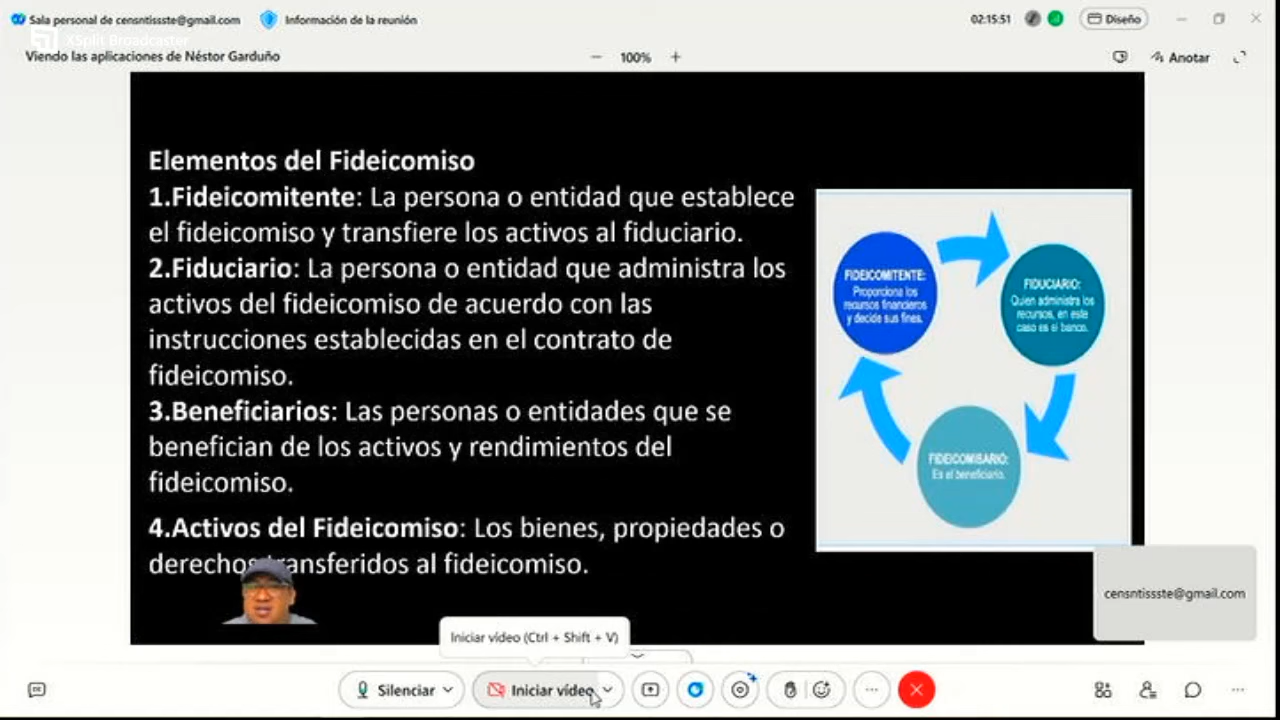 Sala personal de censntissste@gmail.com
Información de la reunión
02:15:51
Diseño
XSplit Broadcaster
Viendo las aplicaciones de Néstor Garduño
100%
Anotar
Elementos del Fideicomiso
1.Fideicomitente: La persona o entidad que establece
el fideicomiso y transfiere los activos al fiduciario.
2.Fiduciario: La persona o entidad que administra los
activos del fideicomiso de acuerdo con las
instrucciones establecidas en el contrato de
fideicomiso.
3.Beneficiarios: Las personas o entidades que se
benefician de los activos y rendimientos del
fideicomiso.
4.Activos del Fideicomiso: Los bienes, propiedades o
derechos transferidos al fideicomiso.
FIDEICOMITENTE:
Proporciona los
recursos financieros
y decide sus fines.
FIDUCIARIO:
Quien administra los
recursos, en este
caso es el banco.
FIDEICOMISARIO:
Es el beneficiario.
censntissste@gmail.com
Iniciar vídeo (Ctrl + Shift + V)
Silenciar
Iniciar vídeo